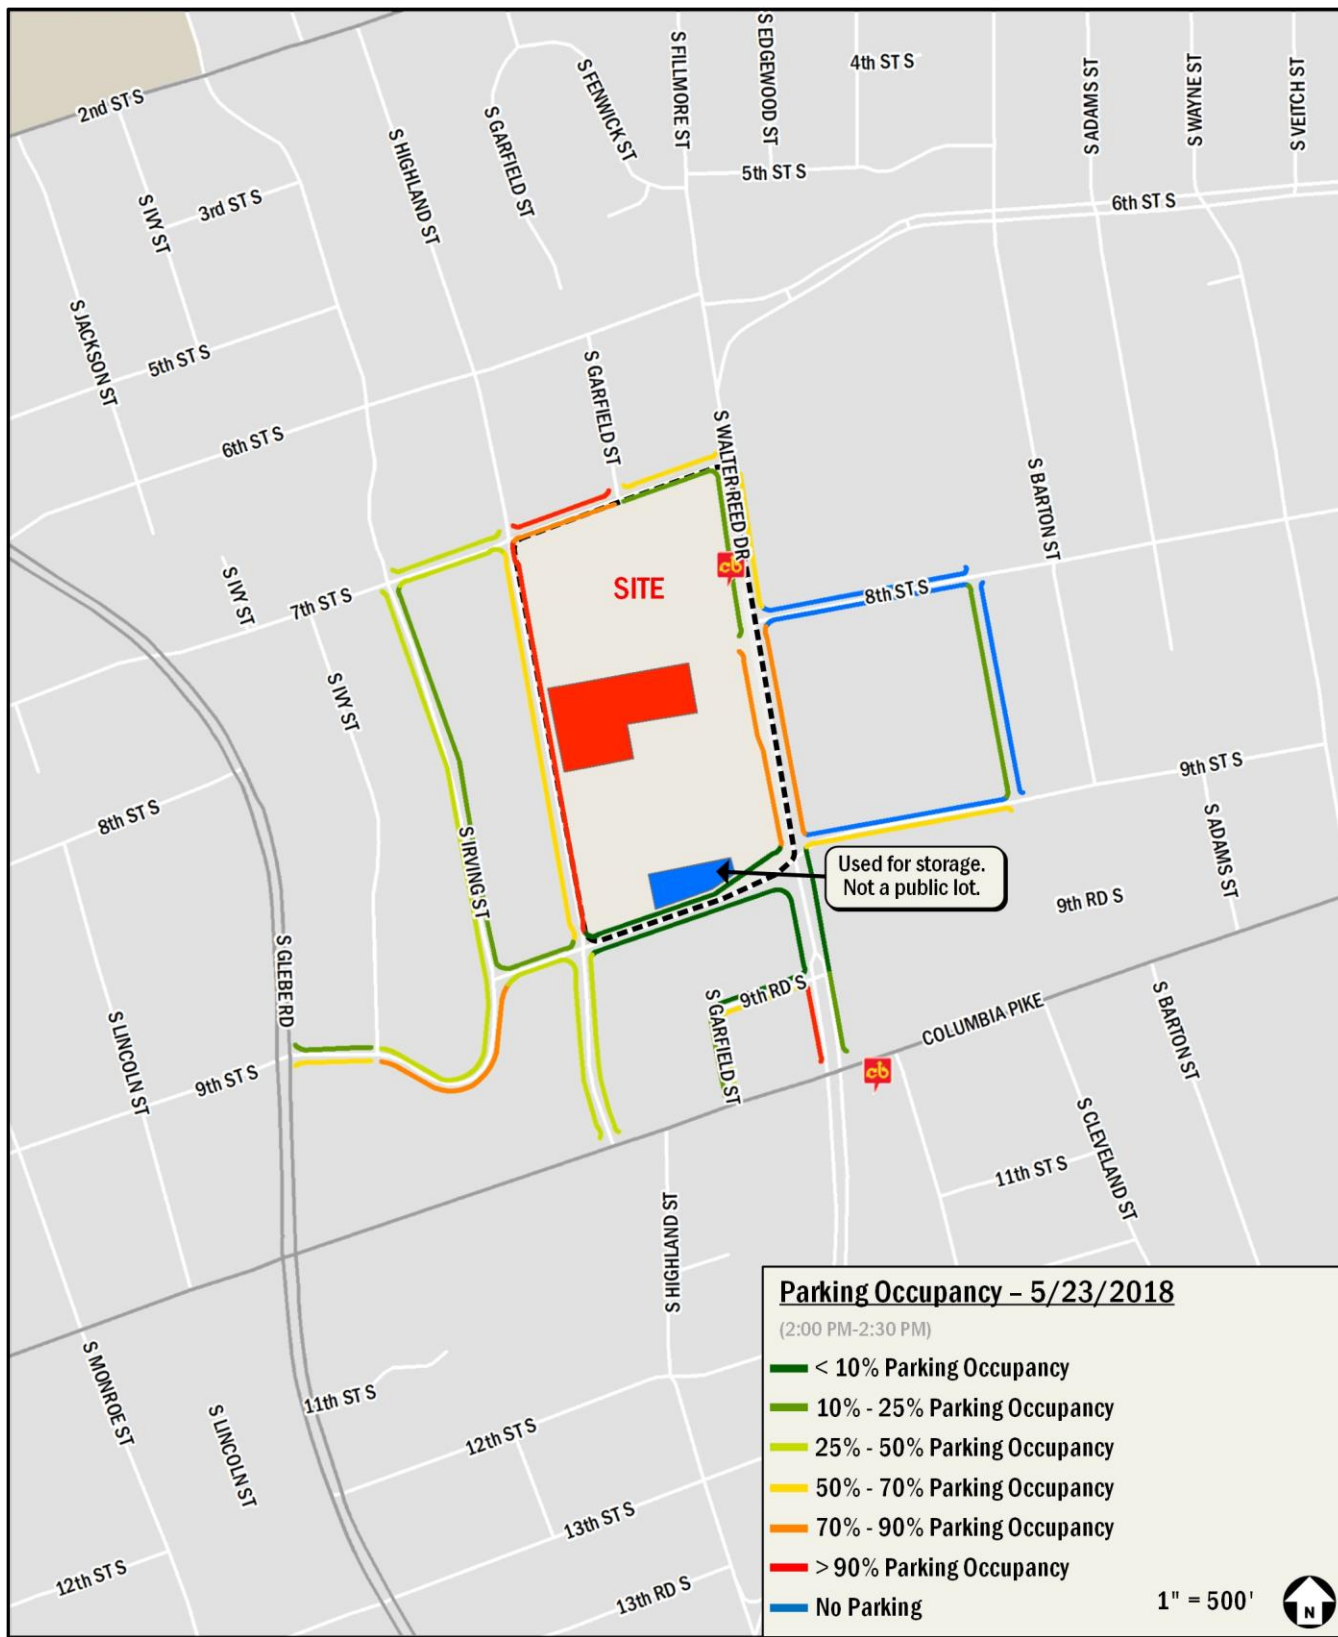 2nd ST S
S IVY ST
3rd ST S
S HIGHLAND ST
S GARFIELD ST
S FENWICK ST
S FILLMORE ST
S EDGEWOOD ST
4th ST S
S ADAMS ST
S WAYNE ST
S VEITCH ST
5th ST S
6th ST S
S JACKSON ST
5th ST S
6th ST S
S GARFIELD ST
S WALTER REED DR
S BARTON ST
S IVY ST
7th ST S
SITE
cb
8th ST S
S IVY ST
8th ST S
S IRVING ST
9th ST S
S ADAMS ST
Used for storage.
Not a public lot.
9th RD S
S GLEBE RD
S LINCOLN ST
9th ST S
S GARFIELD ST
9th RD S
COLUMBIA PIKE
cb
S BARTON ST
S CLEVELAND ST
11th ST S
S HIGHLAND ST
S MONROE ST
S LINCOLN ST
11th ST S
12th ST S
13th ST S
12th ST S
13th RD S
Parking Occupancy – 5/23/2018
(2:00 PM-2:30 PM)
< 10% Parking Occupancy
10% - 25% Parking Occupancy
25% - 50% Parking Occupancy
50% - 70% Parking Occupancy
70% - 90% Parking Occupancy
> 90% Parking Occupancy
No Parking
1" = 500'
N